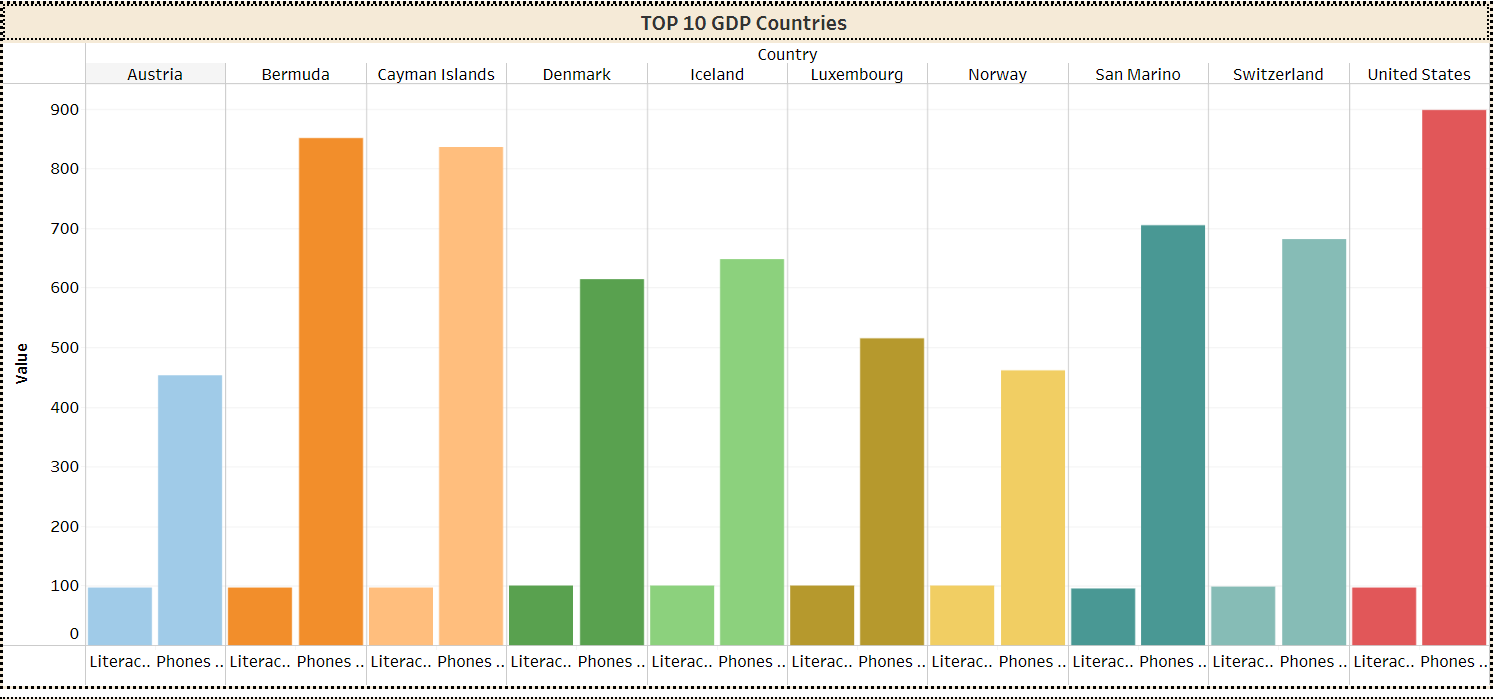 TOP 10 GDP Countries
Country
Austria Bermuda Cayman Islands Denmark Iceland Luxembourg Norway San Marino Switzerland United States
900
800
700
600
500
400
300
200
100
0
Value
Literac.. Phones .. Literac.. Phones .. Literac.. Phones .. Literac.. Phones .. Literac.. Phones .. Literac.. Phones .. Literac.. Phones .. Literac.. Phones .. Literac.. Phones .. Literac.. Phones ..